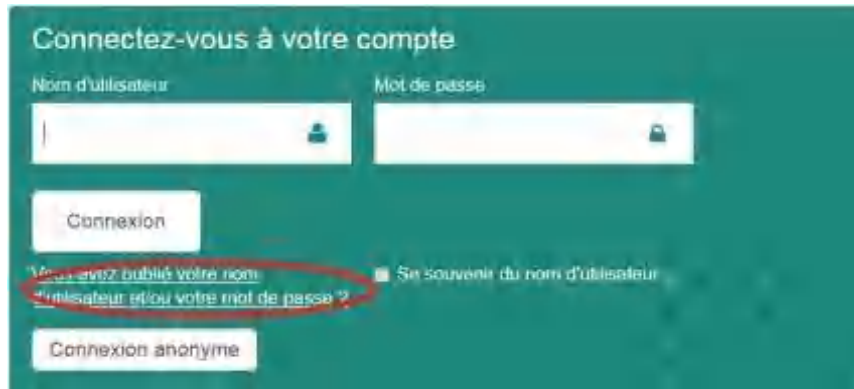 Connectez-vous à votre compte
Nom d'utilisateur Mot de passe
Connexion
Vous avez oublié votre nom
d'utilisateur et/ou votre mot de passe ?
Se souvenir du nom d'utilisateur
Connexion anonyme